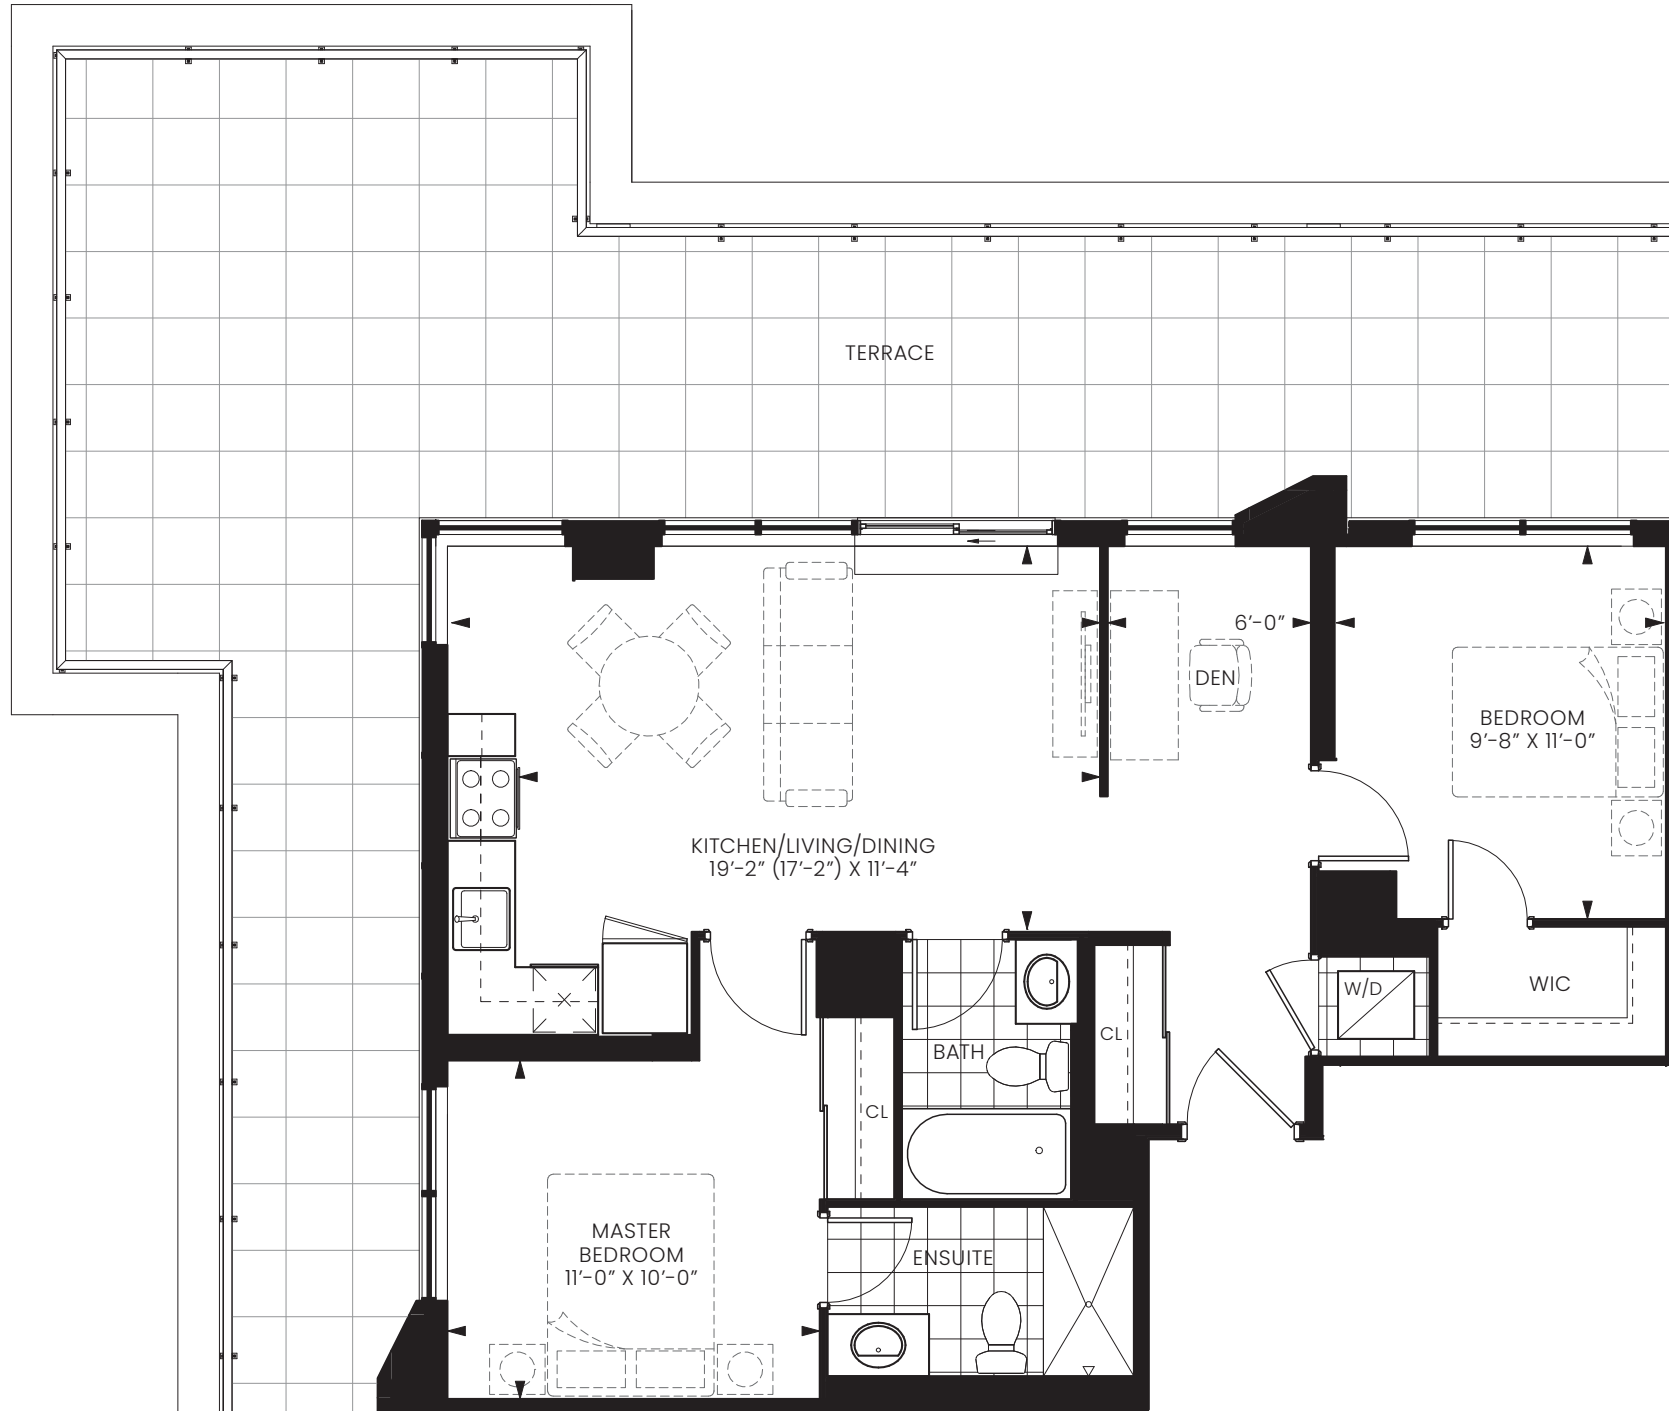 TERRACE
6’-0”
DEN
BEDROOM
9’-8” X 11’-0”
KITCHEN/LIVING/DINING
19’-2” (17’-2”) X 11’-4”
W/D
WIC
CL
BATH
CL
MASTER
BEDROOM
11’-0” X 10’-0”
ENSUITE